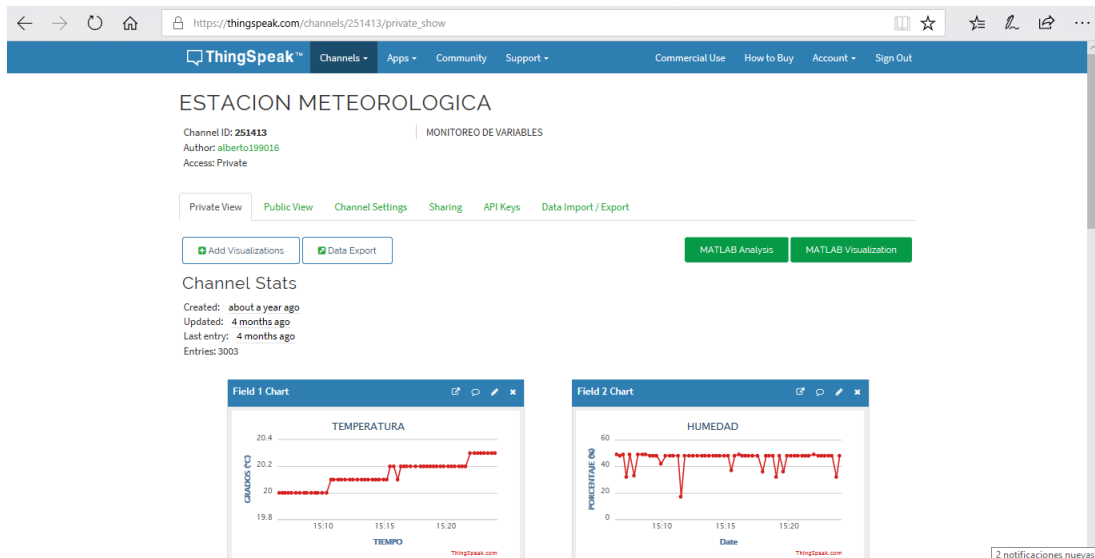 https://thingspeak.com/channels/251413/private_show
ThingSpeak™ Channels Apps Community Support Commercial Use How to Buy Account Sign Out
ESTACION METEOROLOGICA
Channel ID: 251413
Author: alberto199016
Access: Private
MONITOREO DE VARIABLES
Private View Public View Channel Settings Sharing API Keys Data Import / Export
Add Visualizations Data Export MATLAB Analysis MATLAB Visualization
Channel Stats
Created: about a year ago
Updated: 4 months ago
Last entry: 4 months ago
Entries: 3003
Field 1 Chart
TEMPERATURA
GRADOS (ºC)
20.4
20.2
20
19.8
15:10 15:15 15:20
TIEMPO
ThingSpeak.com
Field 2 Chart
HUMEDAD
PORCENTAJE (%)
60
40
20
0
15:10 15:15 15:20
Date
ThingSpeak.com
2 notificaciones nuevas